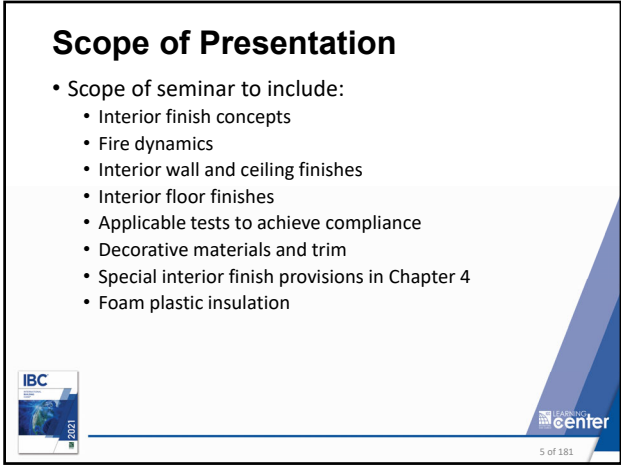 Scope of Presentation
• Scope of seminar to include:
• Interior finish concepts
• Fire dynamics
• Interior wall and ceiling finishes
• Interior floor finishes
• Applicable tests to achieve compliance
• Decorative materials and trim
• Special interior finish provisions in Chapter 4
• Foam plastic insulation
IBC
2021
LEARNING
center
5 of 181